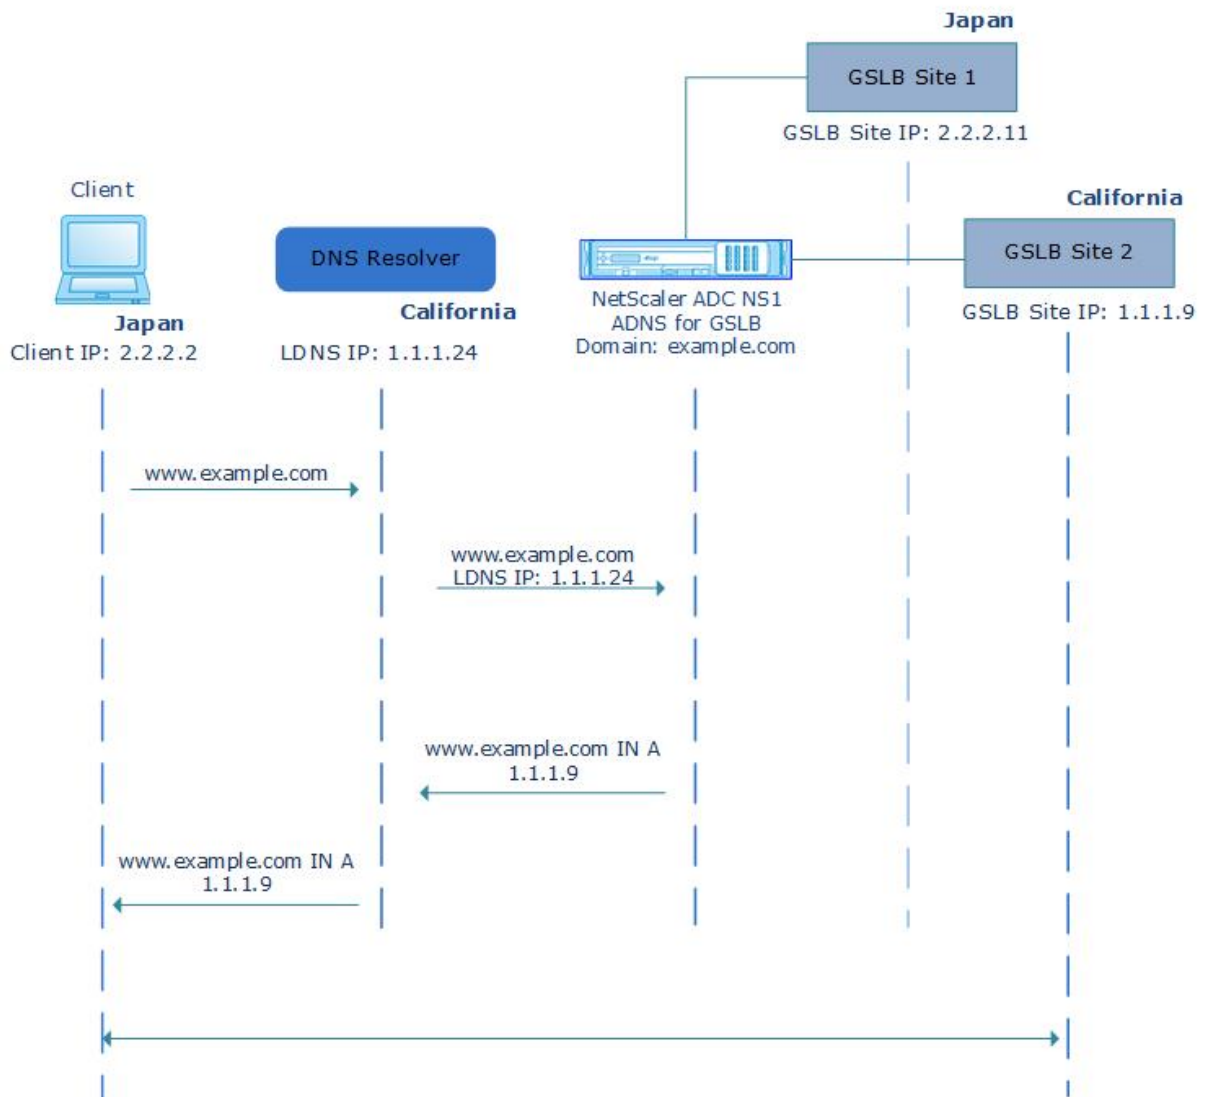 Japan
GSLB Site 1
GSLB Site IP: 2.2.2.11
Client
California
DNS Resolver
GSLB Site 2
NetScaler ADC NS1
ADNS for GSLB
Domain: example.com
California
GSLB Site IP: 1.1.1.9
Japan
Client IP: 2.2.2.2
LDNS IP: 1.1.1.24
www.example.com
www.example.com
LDNS IP: 1.1.1.24
www.example.com IN A
1.1.1.9
www.example.com IN A
1.1.1.9